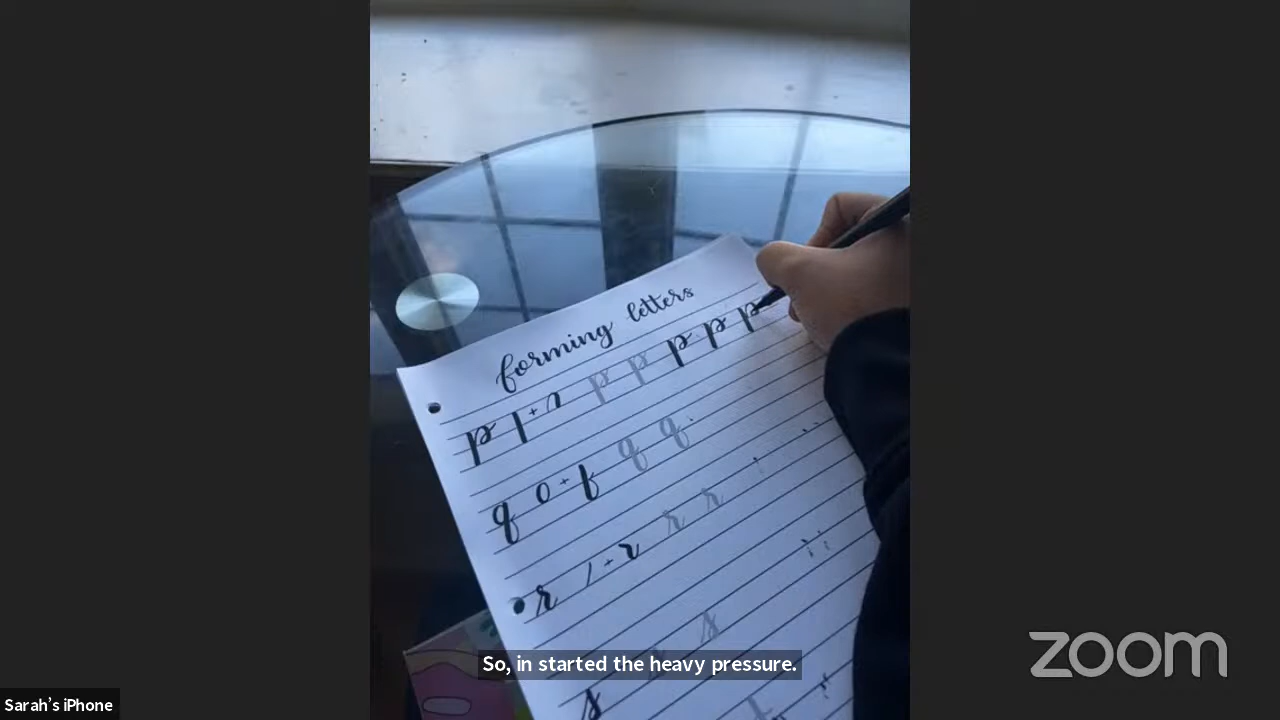 forming letters
p l + n p p p p p
q o + f q q
r / + r r r
s s
So, in started the heavy pressure.
zoom
Sarah's iPhone